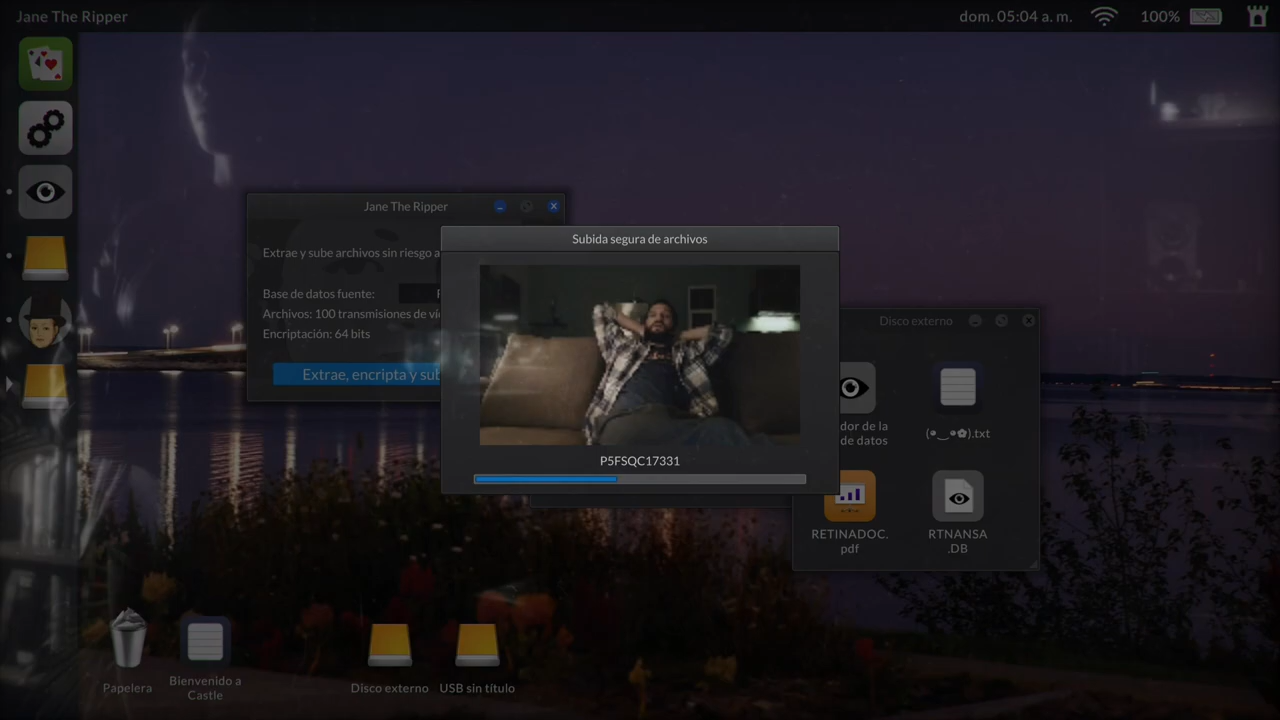 Jane The Ripper
dom. 05:04 a. m.
100%
Jane The Ripper
Extrae y sube archivos sin riesgo a
Base de datos fuente:
Archivos: 100 transmisiones de ví
Encriptación: 64 bits
Extrae, encripta y sub
Subida segura de archivos
P5FSQC17331
Disco externo
dor de la
de datos
(•‿•✿).txt
RETINADOC.
pdf
RTNANSA
.DB
Papelera
Bienvenido a
Castle
Disco externo
USB sin título